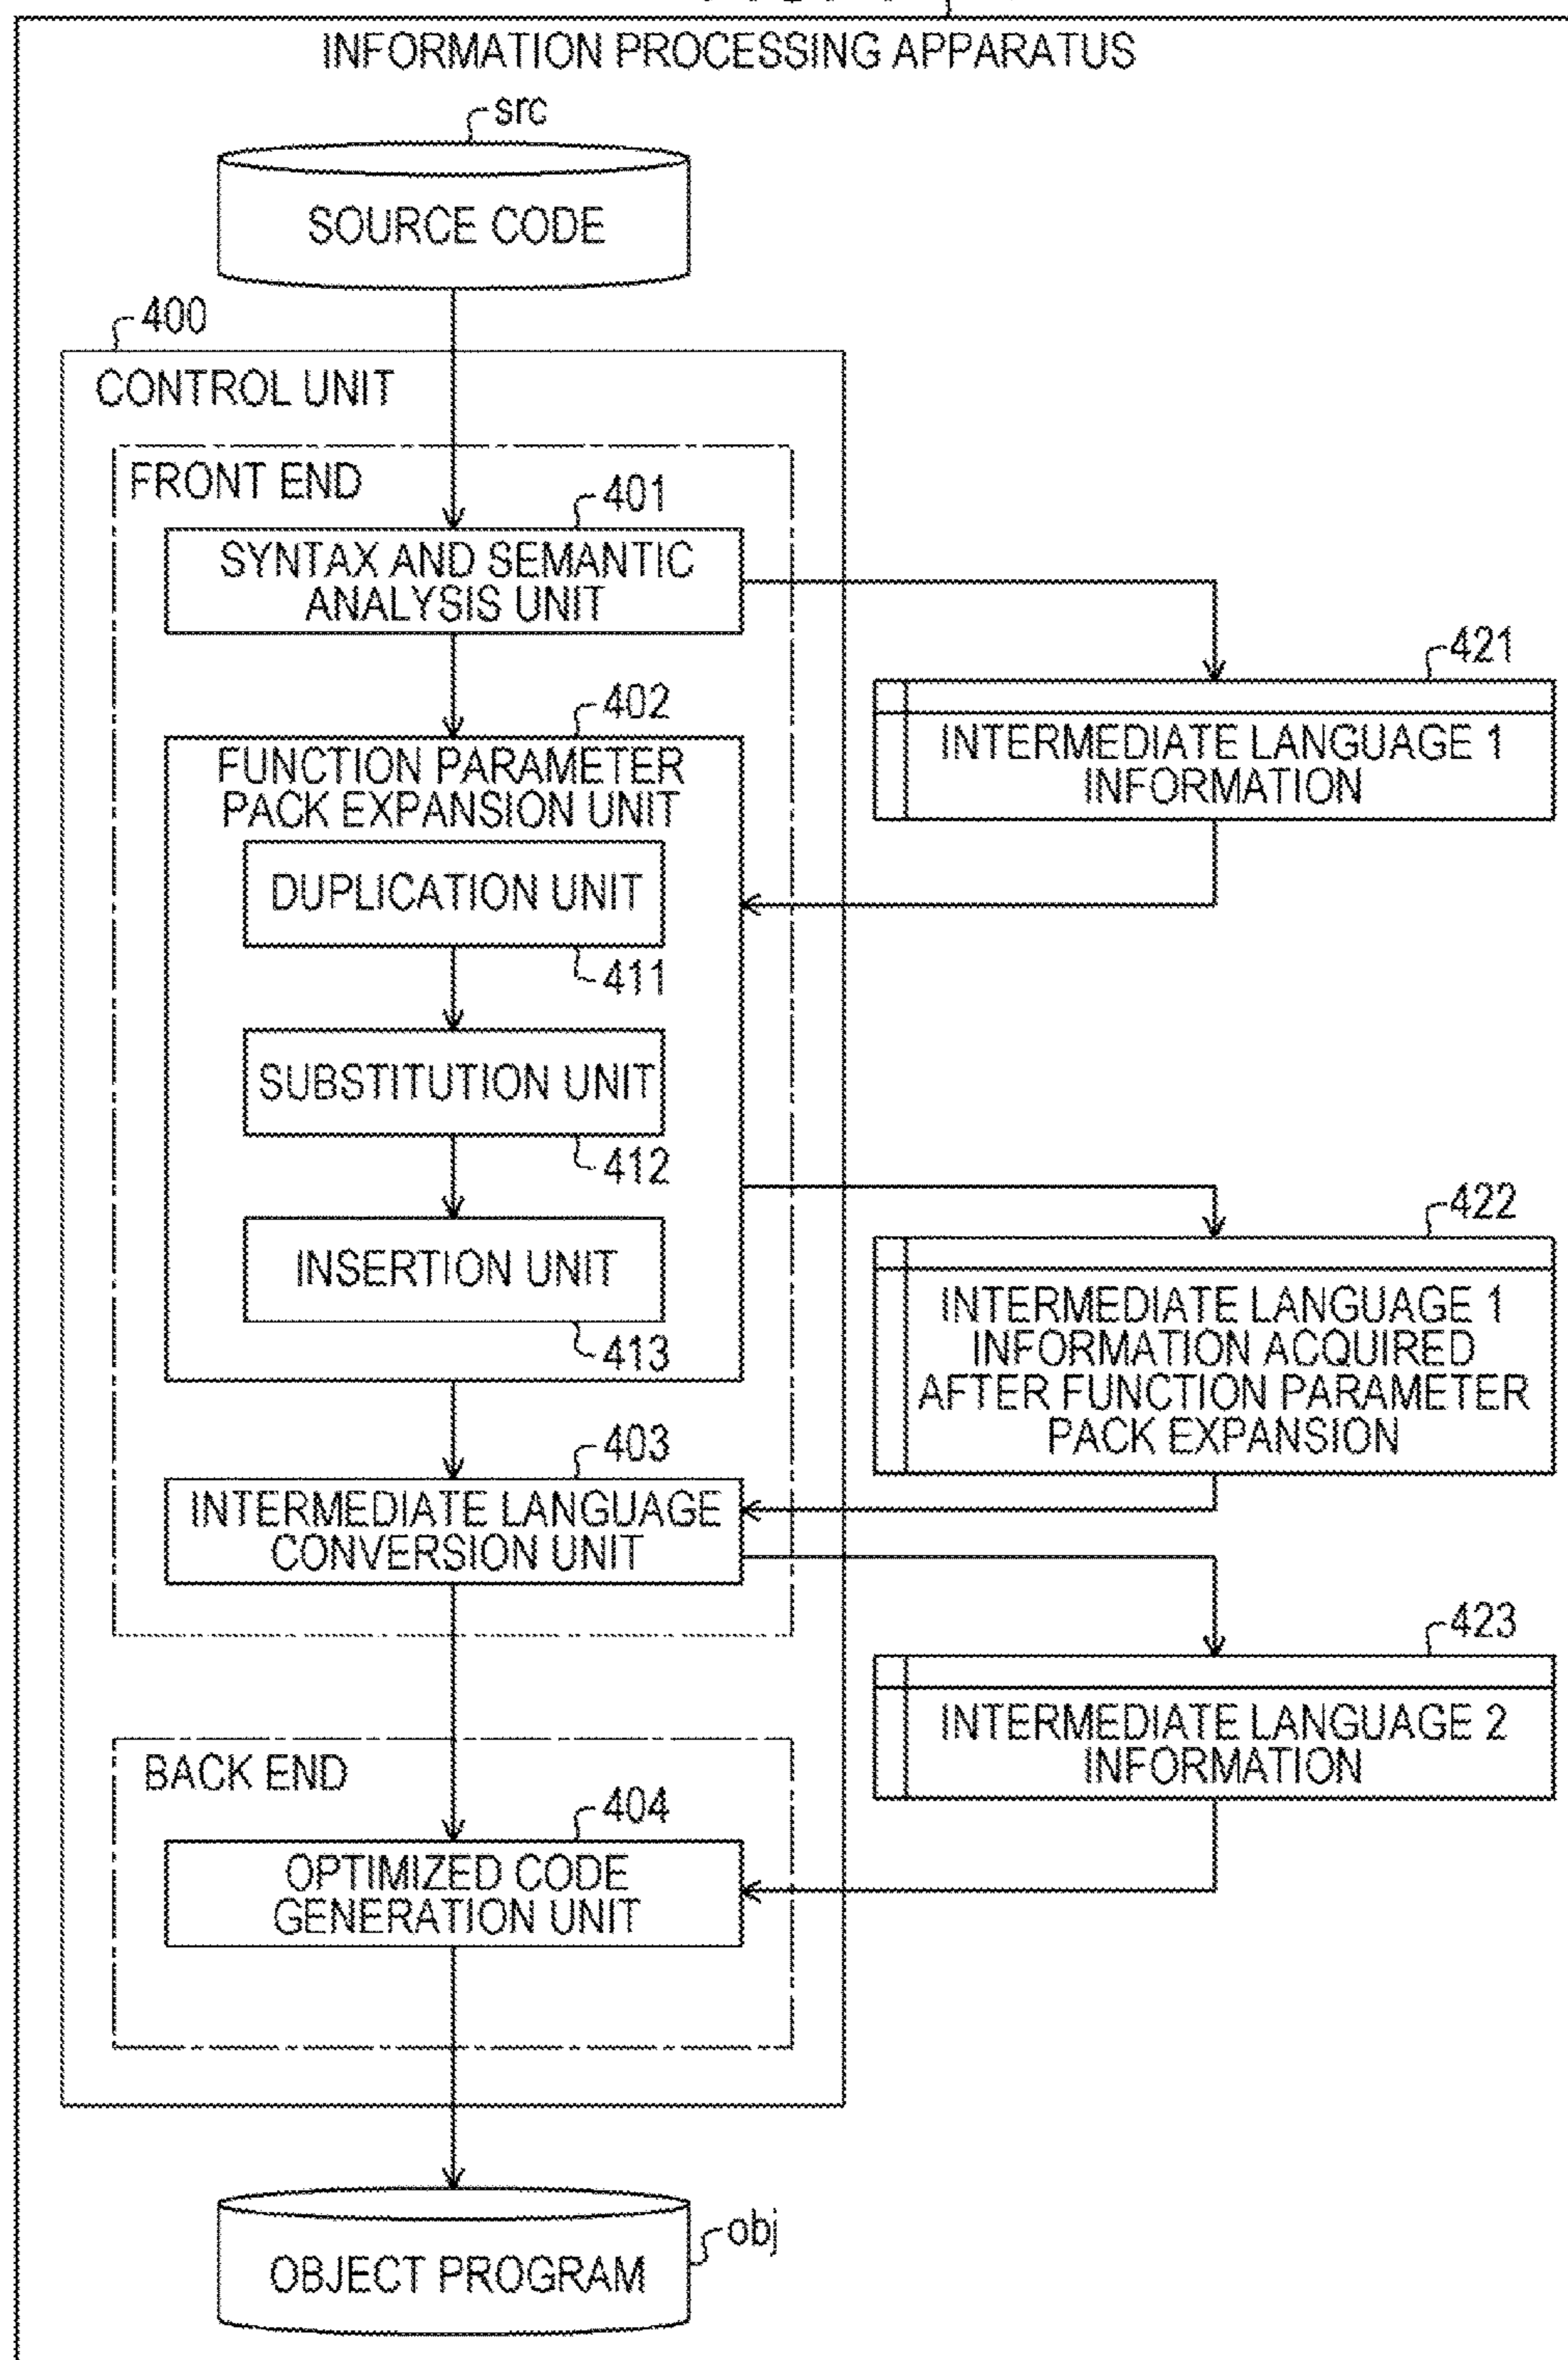 INFORMATION PROCESSING APPARATUS
src
SOURCE CODE
400
CONTROL UNIT
FRONT END
401
SYNTAX AND SEMANTIC
ANALYSIS UNIT
421
INTERMEDIATE LANGUAGE 1
INFORMATION
402
FUNCTION PARAMETER
PACK EXPANSION UNIT
DUPLICATION UNIT
411
SUBSTITUTION UNIT
412
INSERTION UNIT
413
422
INTERMEDIATE LANGUAGE 1
INFORMATION ACQUIRED
AFTER FUNCTION PARAMETER
PACK EXPANSION
403
INTERMEDIATE LANGUAGE
CONVERSION UNIT
423
INTERMEDIATE LANGUAGE 2
INFORMATION
BACK END
404
OPTIMIZED CODE
GENERATION UNIT
obj
OBJECT PROGRAM